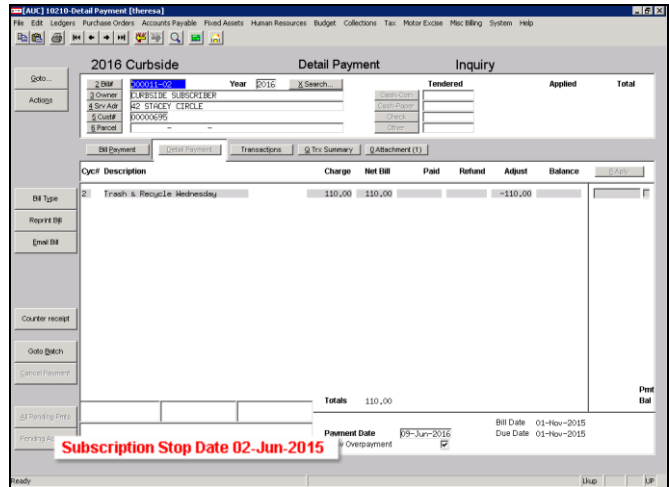 [AUC] 10210-Detail Payment [theresa]
File Edit Ledgers Purchase Orders Accounts Payable Fixed Assets Human Resources Budget Collections Tax Motor Excise Misc Billing System Help
2016 Curbside Detail Payment Inquiry
Goto...
Actions
2 Bill# 000011-02 Year 2016 X Search... Tendered Applied Total
3 Owner CURBSIDE SUBSCRIBER Cash-Coin
4 Srv Adr 42 STACEY CIRCLE Cash-Paper
5 Cust# 00000695 Check
6 Parcel - - Other
Bill Payment Detail Payment Transactions Q Trx Summary 0 Attachment (1)
Cyc# Description Charge Net Bill Paid Refund Adjust Balance
2 Trash & Recycle Wednesday 110.00 110.00 -110.00
Bill Type
Reprint Bill
Email Bill
Counter receipt
Goto Batch
Cancel Payment
Pmt
Totals 110.00 Bal
All Pending Pmts
Bill Date 01-Nov-2015
Payment Date 09-Jun-2016 Due Date 01-Nov-2015
Pending Overpayment
Subscription Stop Date 02-Jun-2015
Ready Lkup UP